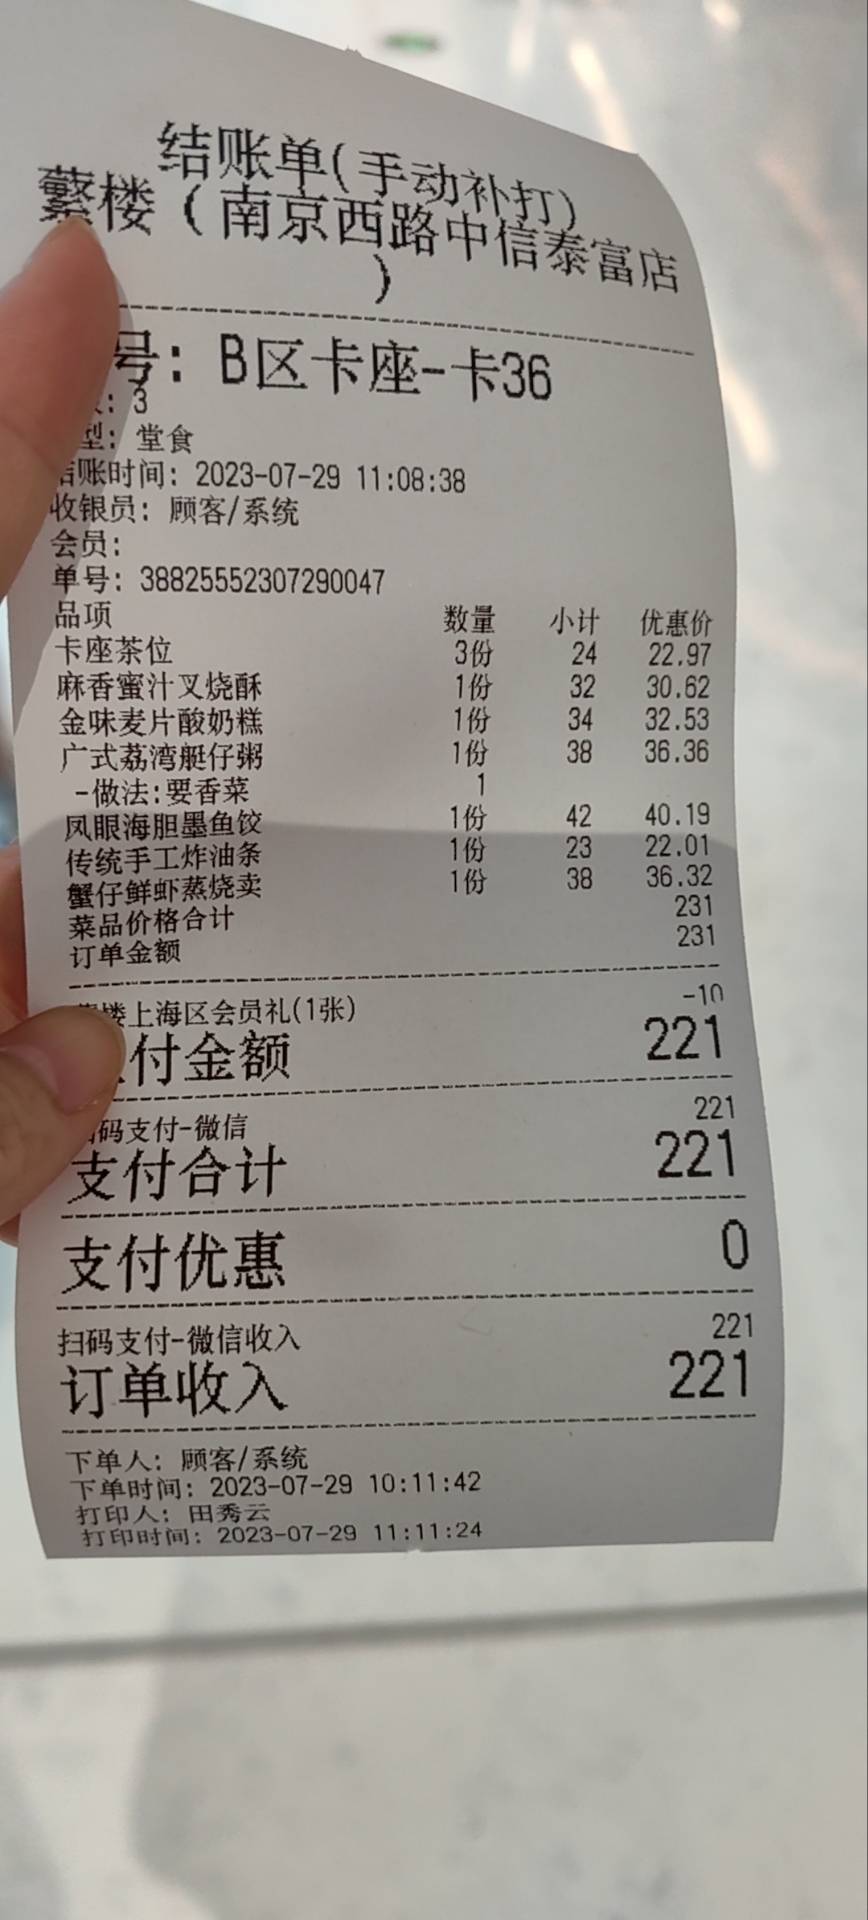 结账单(手动补打)
蘩楼（南京西路中信泰富店
）
号: B区卡座-卡36
: 3
型: 堂食
结账时间: 2023-07-29 11:08:38
收银员: 顾客/系统
会员:
单号: 38825552307290047
品项 数量 小计 优惠价
卡座茶位 3份 24 22.97
麻香蜜汁叉烧酥 1份 32 30.62
金味麦片酸奶糕 1份 34 32.53
广式荔湾艇仔粥 1份 38 36.36
-做法:要香菜 1
凤眼海胆墨鱼饺 1份 42 40.19
传统手工炸油条 1份 23 22.01
蟹仔鲜虾蒸烧卖 1份 38 36.32
菜品价格合计 231
订单金额 231
蘩楼上海区会员礼(1张) -10
付金额 221
扫码支付-微信 221
支付合计 221
支付优惠 0
扫码支付-微信收入 221
订单收入 221
下单人: 顾客/系统
下单时间: 2023-07-29 10:11:42
打印人: 田秀云
打印时间: 2023-07-29 11:11:24